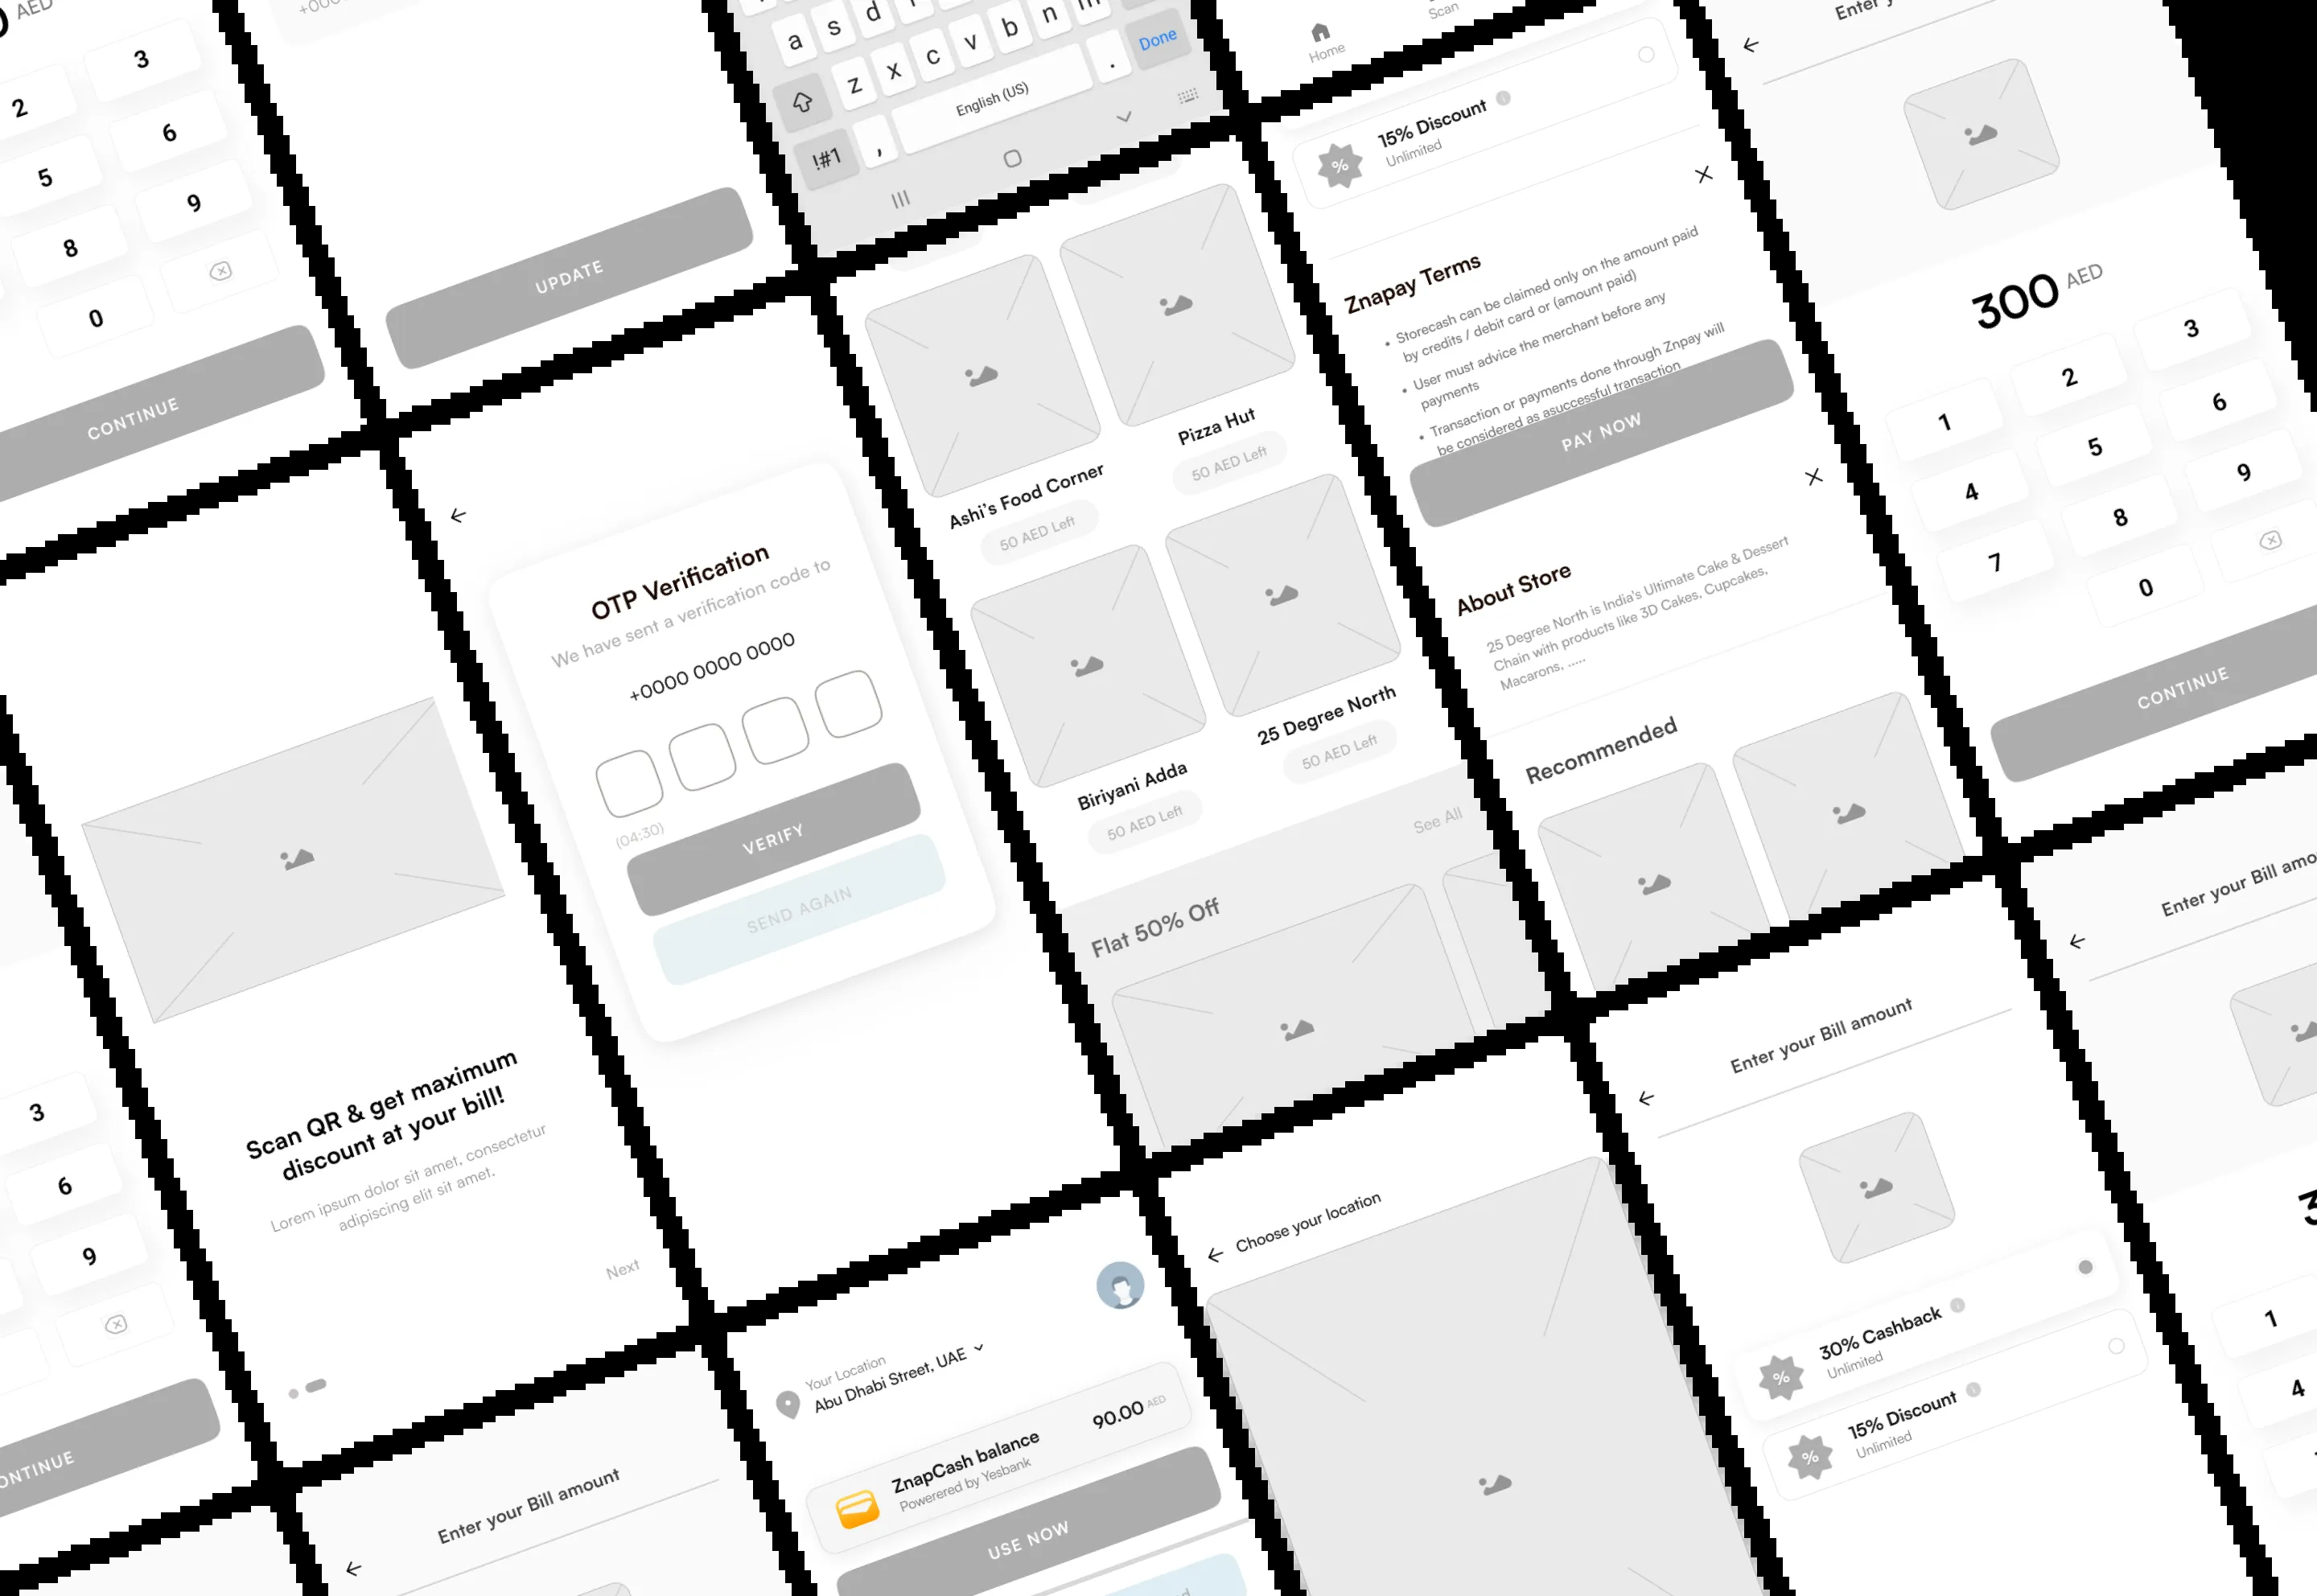 AED
2
3
5
6
8
9
0
CONTINUE
UPDATE
a s d
z x c v b n m
!#1 , English (US) . Done
Home
Scan
15% Discount
Unlimited
Znapay Terms
• Storecash can be claimed only on the amount paid
by credits / debit card or (amount paid)
• User must advice the merchant before any
payments
• Transaction or payments done through Znpay will
be considered as asuccessful transaction
PAY NOW
About Store
25 Degree North is India's Ultimate Cake & Dessert
Chain with products like 3D Cakes, Cupcakes,
Macarons, .....
Recommended
300 AED
1
2
3
4
5
6
7
8
9
0
CONTINUE
Ashi's Food Corner
50 AED Left
Pizza Hut
50 AED Left
Biriyani Adda
50 AED Left
25 Degree North
50 AED Left
See All
Flat 50% Off
OTP Verification
We have sent a verification code to
+0000 0000 0000
(04:30)
VERIFY
SEND AGAIN
Scan QR & get maximum
discount at your bill!
Lorem ipsum dolor sit amet, consectetur
adipiscing elit sit amet.
Next
3
6
9
Enter your Bill amount
Your Location
Abu Dhabi Street, UAE
ZnapCash balance
Powerered by Yesbank
90.00 AED
USE NOW
Choose your location
Enter your Bill amount
30% Cashback
Unlimited
15% Discount
Unlimited
Enter your Bill
1
4